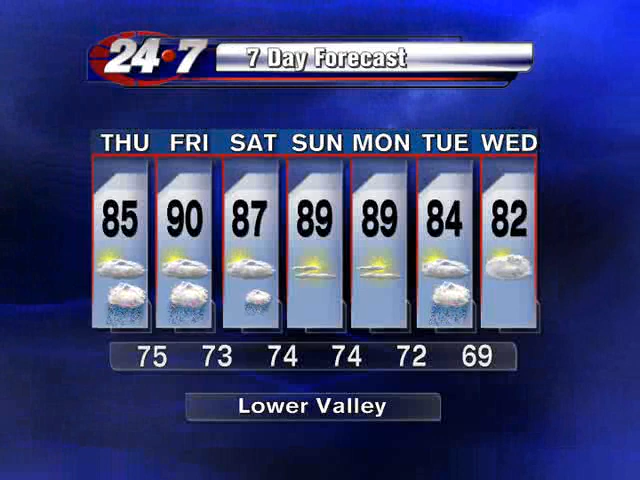 24•7
7 Day Forecast
THU FRI SAT SUN MON TUE WED
85 90 87 89 89 84 82
75 73 74 74 72 69
Lower Valley